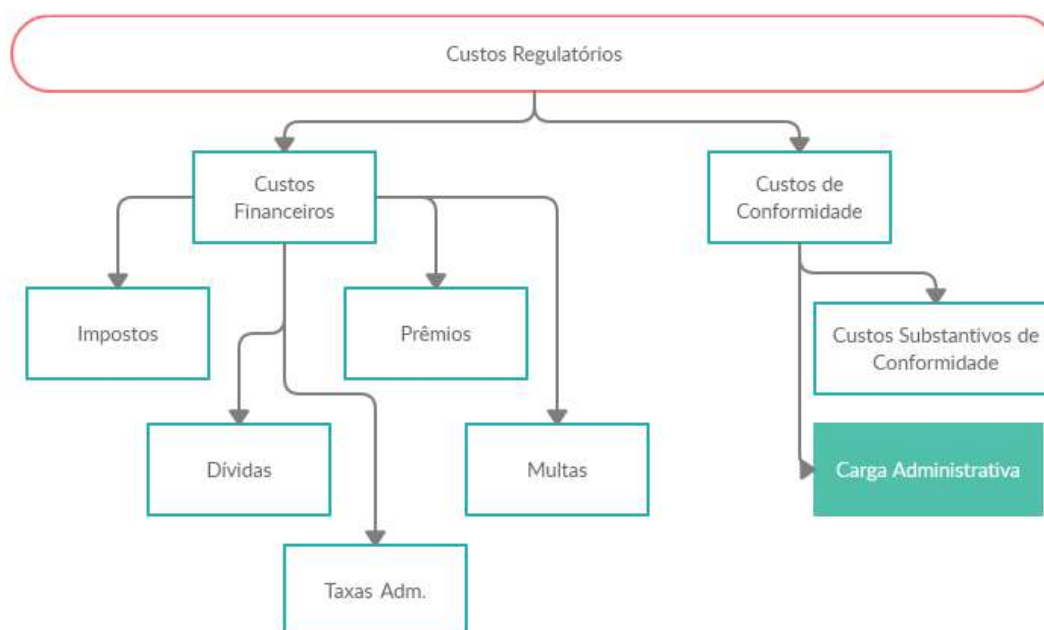 Custos Regulatórios
Custos
Financeiros
Custos de
Conformidade
Impostos
Prêmios
Custos Substantivos de
Conformidade
Dívidas
Multas
Carga Administrativa
Taxas Adm.